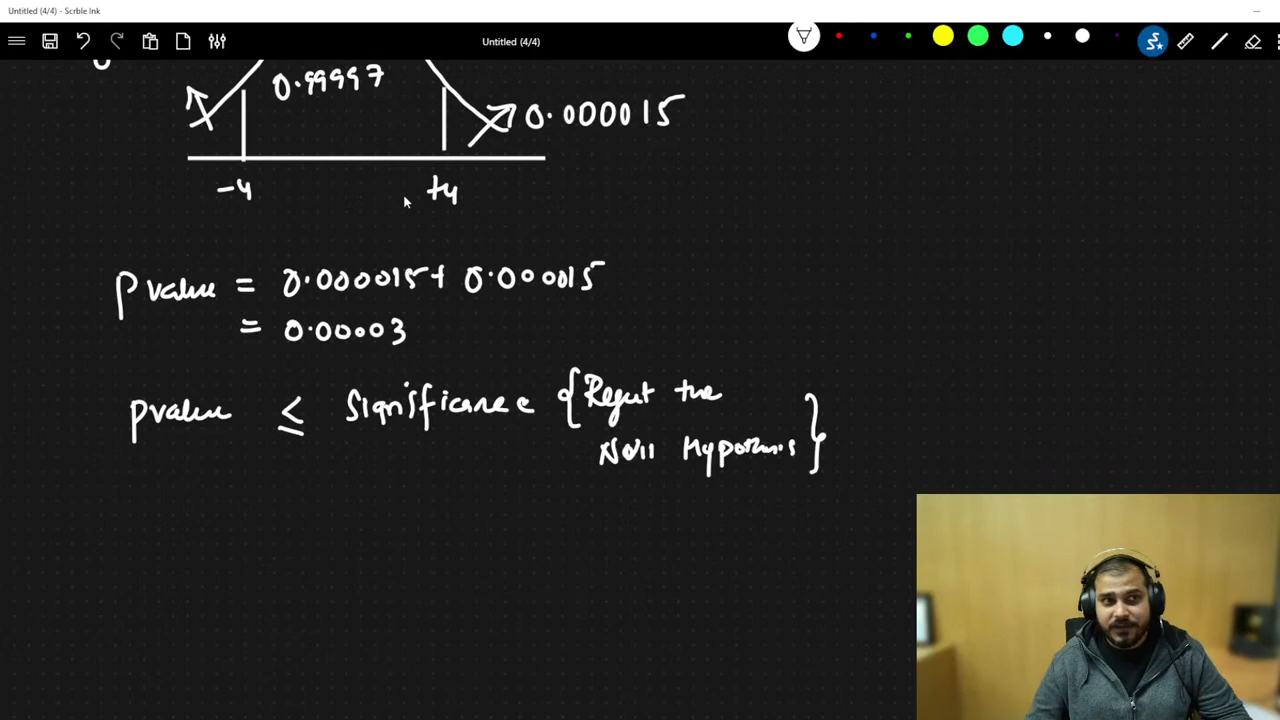 Untitled (4/4) - Scrble Ink
Untitled (4/4)
0.99997
0.000015
-4 +4
P value = 0.000015 + 0.000015
= 0.00003
pvalue ≤ Significance { Reject the
Null Hypothesis }